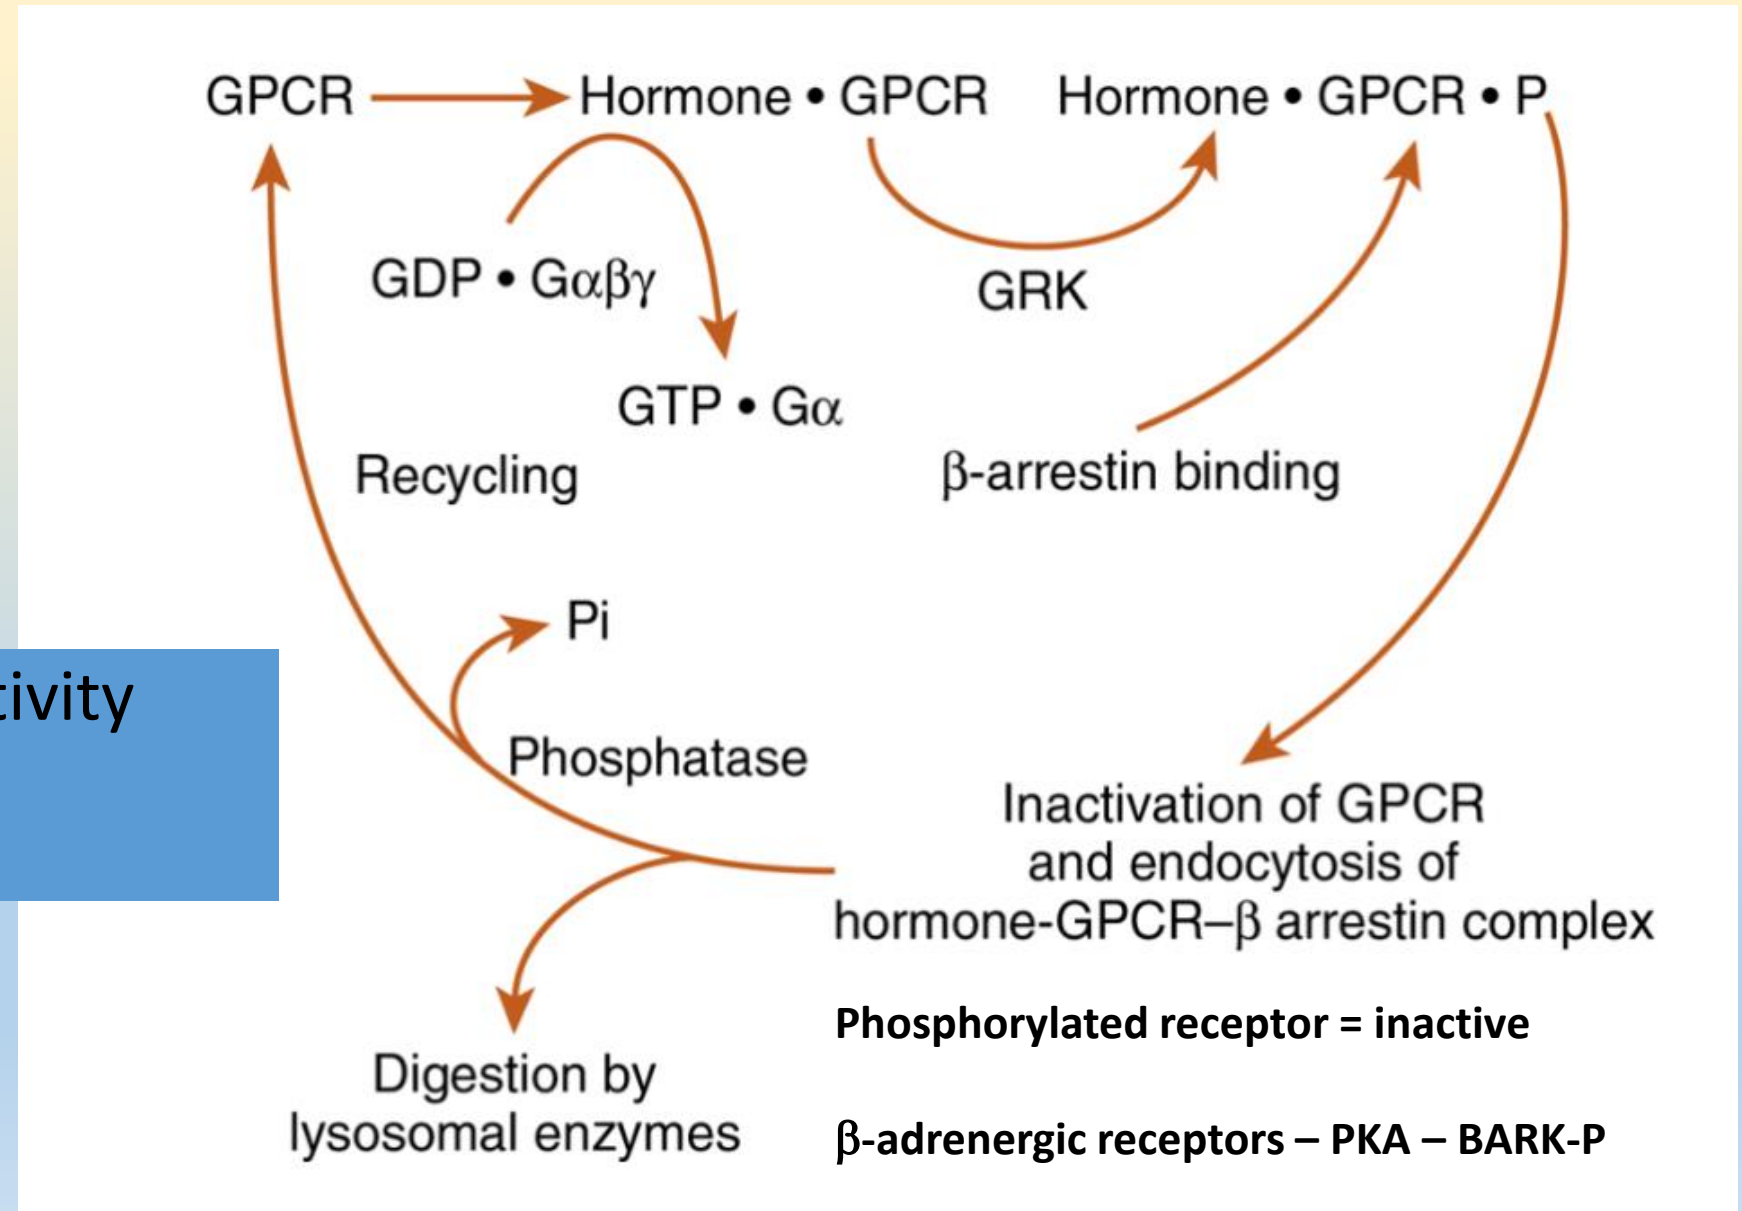 GPCR
Hormone • GPCR
Hormone • GPCR • P
GDP • Gαβγ
GRK
GTP • Gα
Recycling
β-arrestin binding
Pi
tivity
Phosphatase
Inactivation of GPCR
and endocytosis of
hormone-GPCR–β arrestin complex
Phosphorylated receptor = inactive
Digestion by
lysosomal enzymes
β-adrenergic receptors – PKA – BARK-P